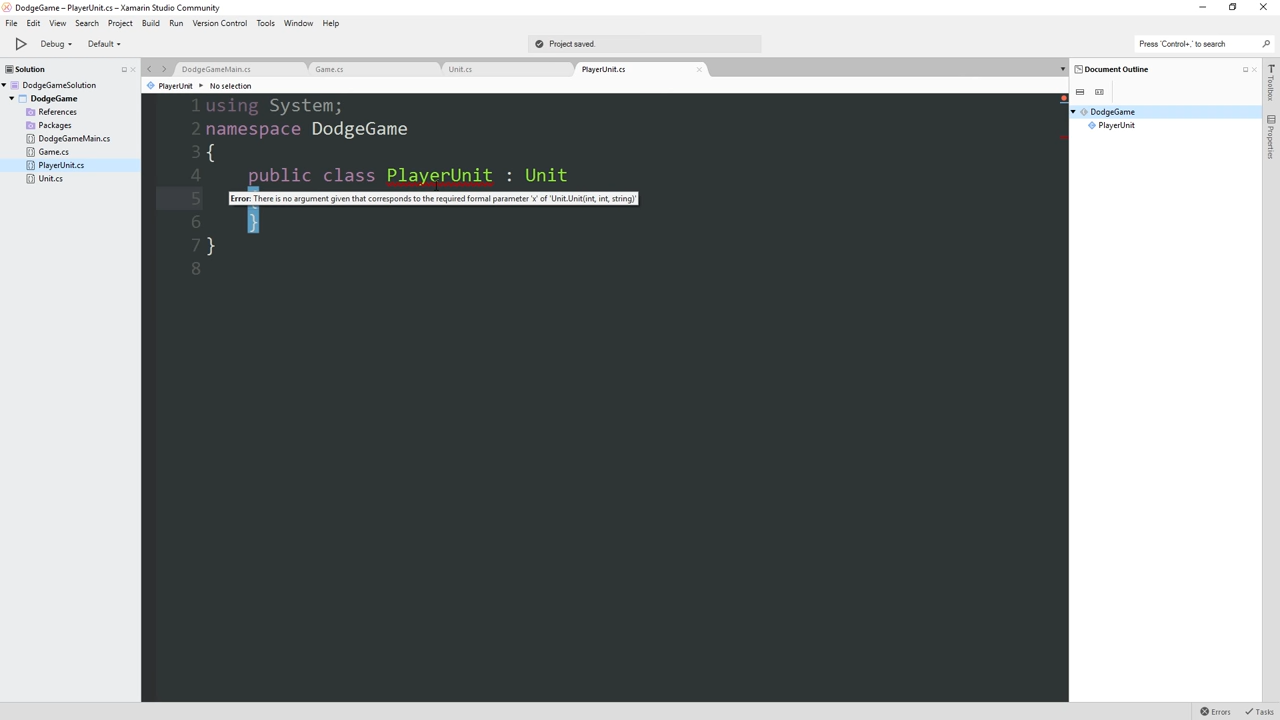 DodgeGame – PlayerUnit.cs – Xamarin Studio Community
File Edit View Search Project Build Run Version Control Tools Window Help
Debug Default Project saved. Press 'Control+,' to search
Solution
DodgeGameSolution
DodgeGame
References
Packages
DodgeGameMain.cs
Game.cs
PlayerUnit.cs
Unit.cs
DodgeGameMain.cs Game.cs Unit.cs PlayerUnit.cs
PlayerUnit No selection
1 using System;
2 namespace DodgeGame
3 {
4 public class PlayerUnit : Unit
5
Error: There is no argument given that corresponds to the required formal parameter 'x' of 'Unit.Unit(int, int, string)'
6 }
7 }
8
Document Outline
DodgeGame
PlayerUnit
Toolbox
Properties
Errors Tasks